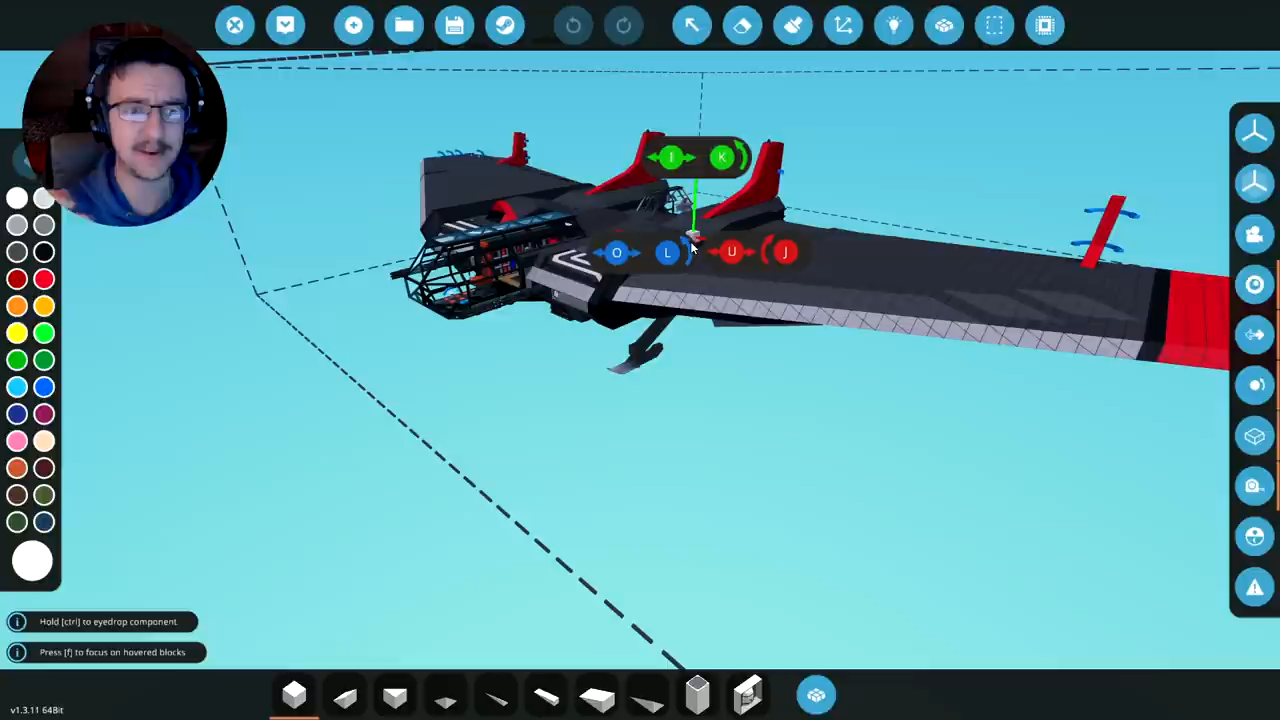 I K
O L U J
Hold [ctrl] to eyedrop component
Press [f] to focus on hovered blocks
v1.3.11 64Bit